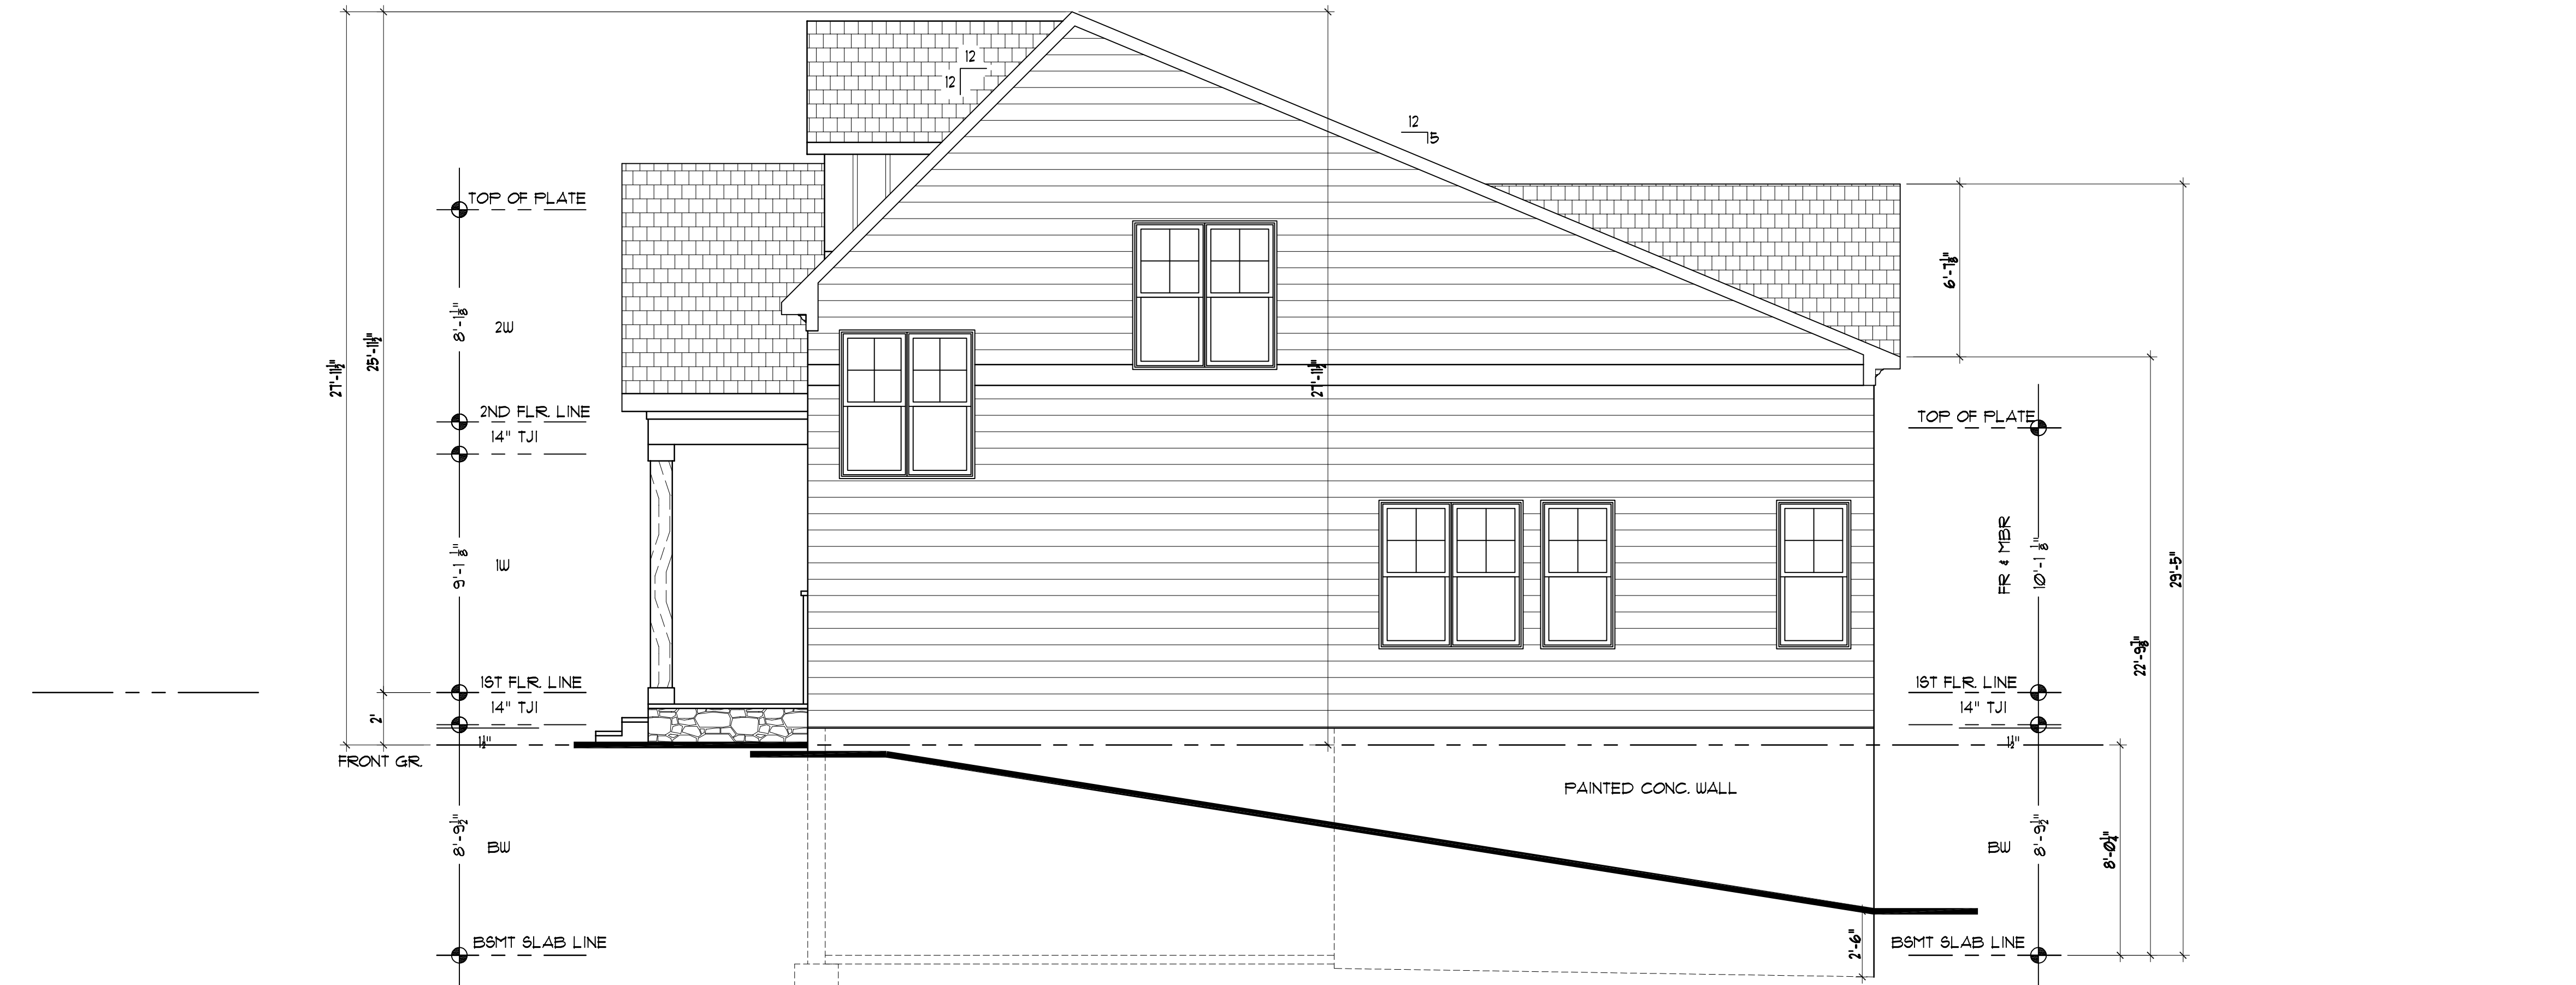 12
12
12
5
TOP OF PLATE
8'-1 1/8"
2W
27'-11 1/2"
25'-11 1/2"
27'-11 1/2"
2ND FLR. LINE
14" TJI
9'-1 1/8"
1W
1ST FLR. LINE
14" TJI
2'
1 1/2"
FRONT GR.
8'-9 1/2"
BW
BSMT SLAB LINE
PAINTED CONC. WALL
2'-6"
6'-7 1/8"
TOP OF PLATE
FR & MBR
10'-1 1/8"
29'-5"
22'-9 7/8"
1ST FLR. LINE
14" TJI
1 1/2"
8'-0 1/4"
BW
8'-9 1/2"
BSMT SLAB LINE